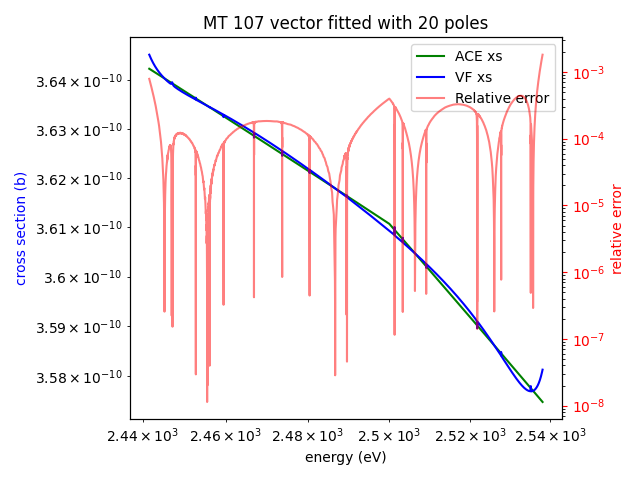 MT 107 vector fitted with 20 poles
ACE xs
VF xs
Relative error
3.64 × 10⁻¹⁰
3.63 × 10⁻¹⁰
3.62 × 10⁻¹⁰
3.61 × 10⁻¹⁰
3.6 × 10⁻¹⁰
3.59 × 10⁻¹⁰
3.58 × 10⁻¹⁰
cross section (b)
10⁻³
10⁻⁴
10⁻⁵
10⁻⁶
10⁻⁷
10⁻⁸
relative error
2.44 × 10³ 2.46 × 10³ 2.48 × 10³ 2.5 × 10³ 2.52 × 10³ 2.54 × 10³
energy (eV)